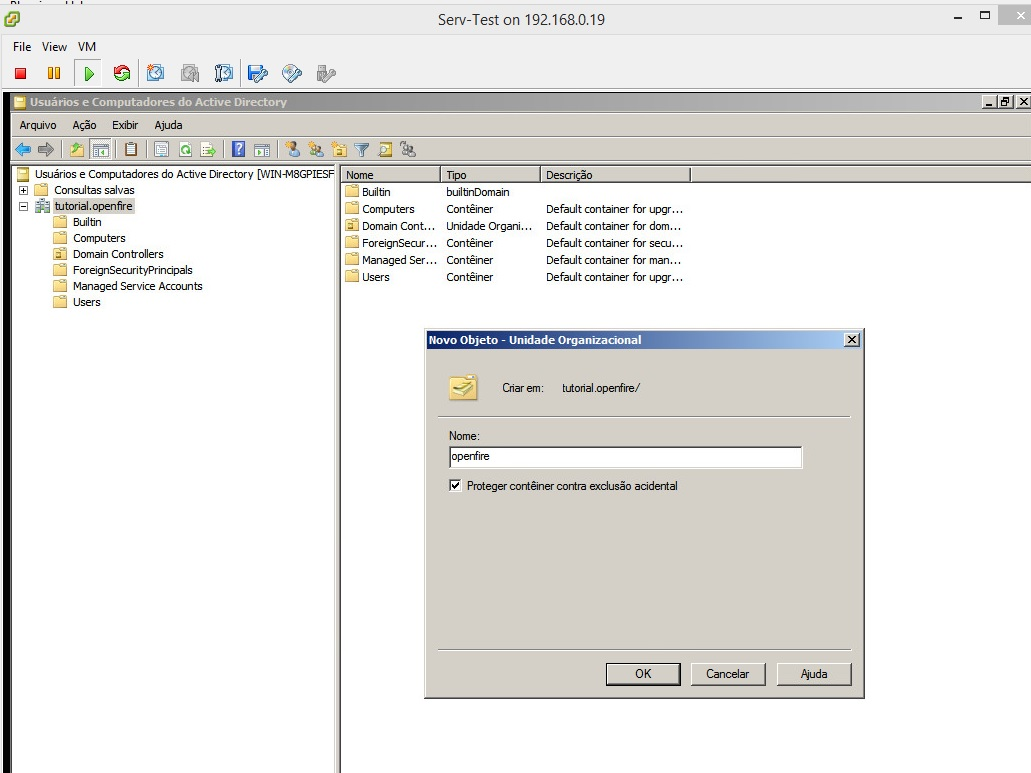 Serv-Test on 192.168.0.19
File View VM
Usuários e Computadores do Active Directory
Arquivo Ação Exibir Ajuda
Usuários e Computadores do Active Directory [WIN-M8GPIESF
Consultas salvas
tutorial.openfire
Builtin
Computers
Domain Controllers
ForeignSecurityPrincipals
Managed Service Accounts
Users
Nome Tipo Descrição
Builtin builtinDomain
Computers Contêiner Default container for upgr...
Domain Cont... Unidade Organi... Default container for dom...
ForeignSecur... Contêiner Default container for secu...
Managed Ser... Contêiner Default container for man...
Users Contêiner Default container for upgr...
Novo Objeto - Unidade Organizacional
Criar em: tutorial.openfire/
Nome:
openfire
Proteger contêiner contra exclusão acidental
OK Cancelar Ajuda